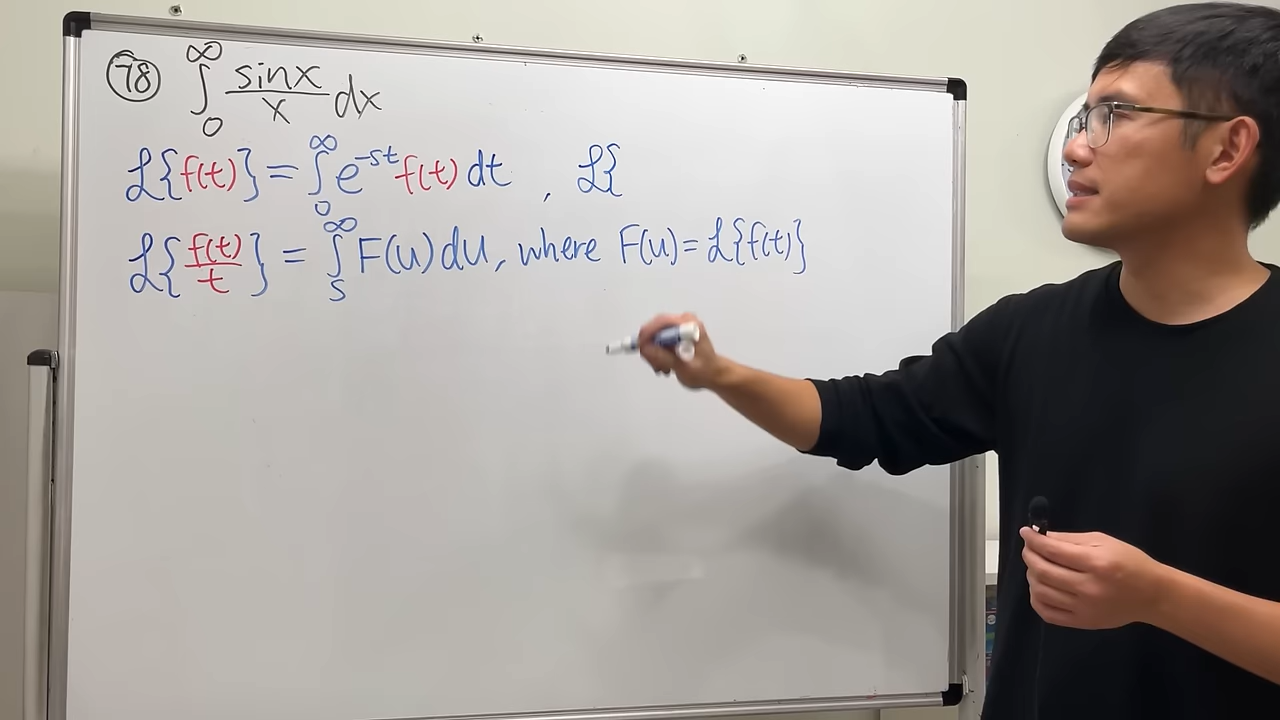 78 ∫₀^∞ sinx/x dx
ℒ{f(t)} = ∫₀^∞ e^{-st} f(t) dt , ℒ{
ℒ{f(t)/t} = ∫ₛ^∞ F(u) du, where F(u) = ℒ{f(t)}